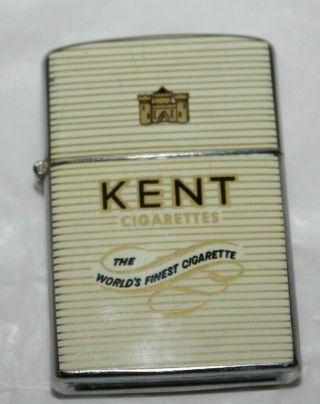 KENT
CIGARETTES
THE
WORLD'S FINEST CIGARETTE